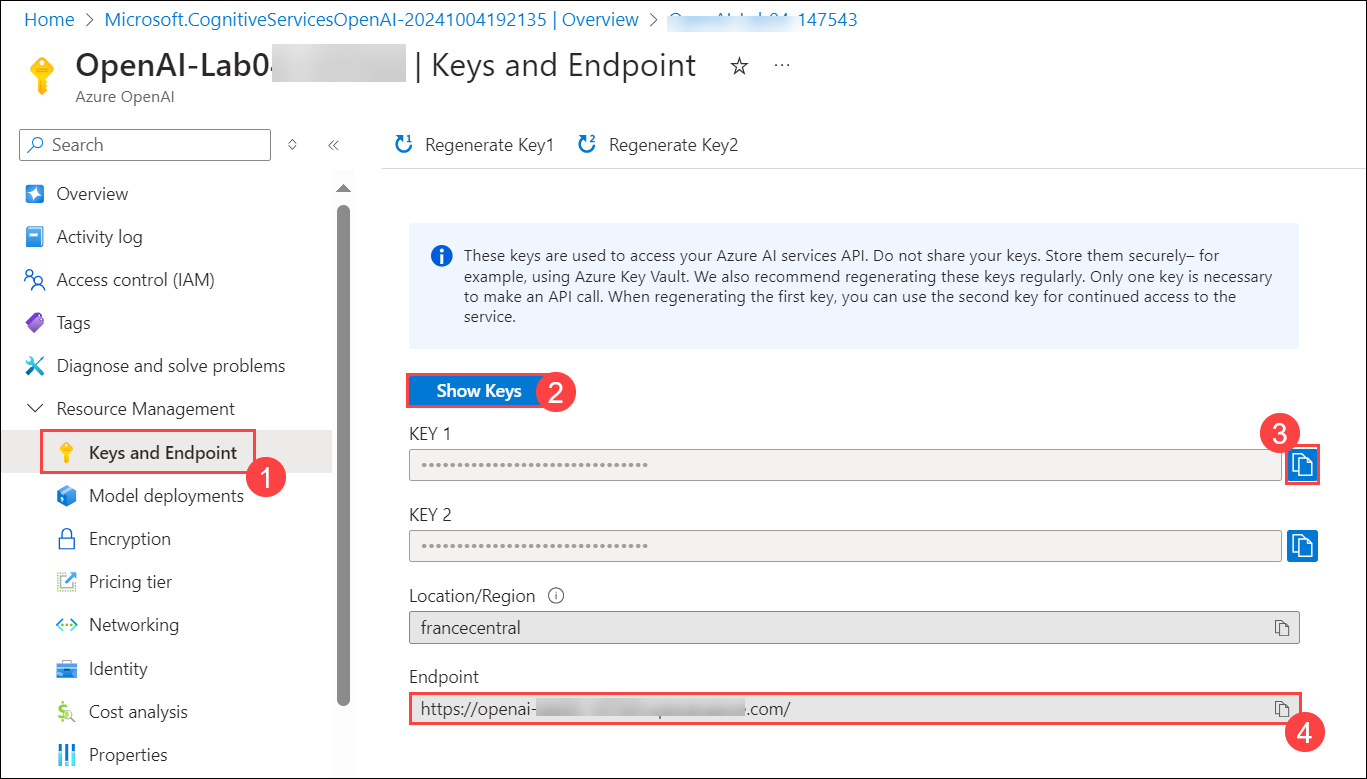 Home > Microsoft.CognitiveServicesOpenAI-20241004192135 | Overview > 147543
OpenAI-Lab0 | Keys and Endpoint ☆ ...
Azure OpenAI
Search
Regenerate Key1 Regenerate Key2
Overview
Activity log
Access control (IAM)
Tags
Diagnose and solve problems
Resource Management
Keys and Endpoint
1
Model deployments
Encryption
Pricing tier
Networking
Identity
Cost analysis
Properties
These keys are used to access your Azure AI services API. Do not share your keys. Store them securely– for
example, using Azure Key Vault. We also recommend regenerating these keys regularly. Only one key is necessary
to make an API call. When regenerating the first key, you can use the second key for continued access to the
service.
Show Keys 2
KEY 1
3
••••••••••••••••••••••••••••••••
KEY 2
••••••••••••••••••••••••••••••••
Location/Region
francecentral
Endpoint
https://openai- .com/
4